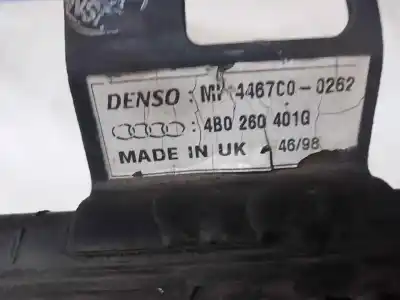 DENSO : MF 4467C0-0262
: 4B0 260 401G
MADE IN UK 46/98